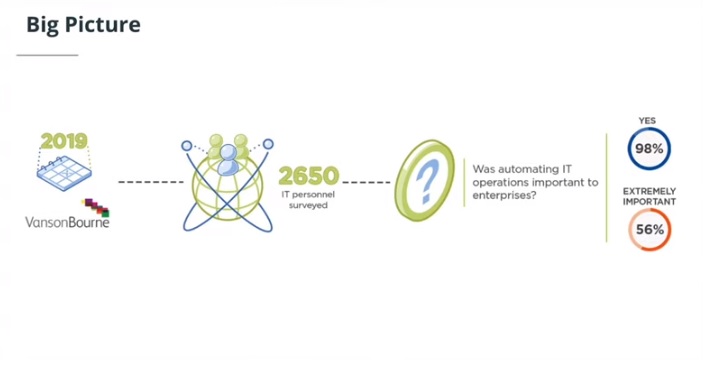 Big Picture
2019
VansonBourne
2650
IT personnel
surveyed
?
Was automating IT
operations important to
enterprises?
YES
98%
EXTREMELY
IMPORTANT
56%